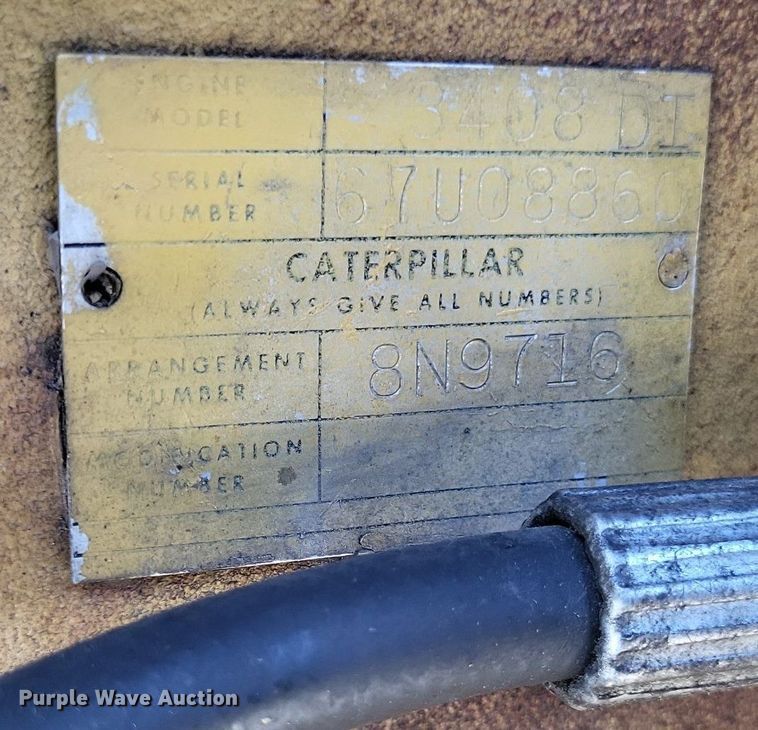 ENGINE
MODEL 3408 DI
SERIAL
NUMBER 67U08860
CATERPILLAR
(ALWAYS GIVE ALL NUMBERS)
ARRANGEMENT
NUMBER 8N9716
MODIFICATION
NUMBER
Purple Wave Auction